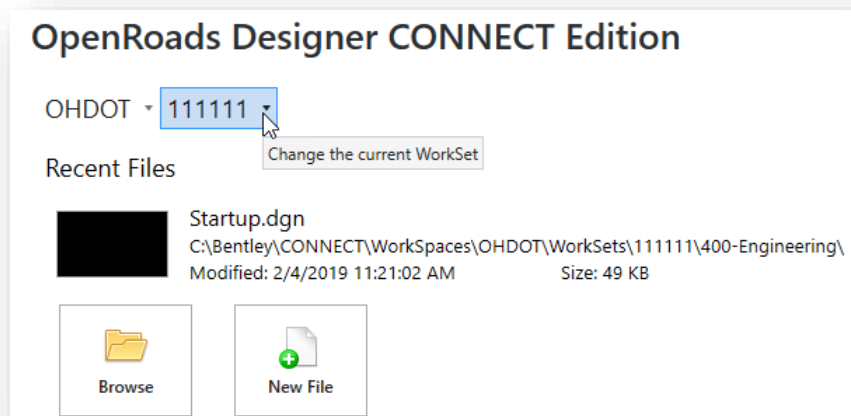 OpenRoads Designer CONNECT Edition
OHDOT 111111
Change the current WorkSet
Recent Files
Startup.dgn
C:\Bentley\CONNECT\WorkSpaces\OHDOT\WorkSets\111111\400-Engineering\
Modified: 2/4/2019 11:21:02 AM Size: 49 KB
Browse New File